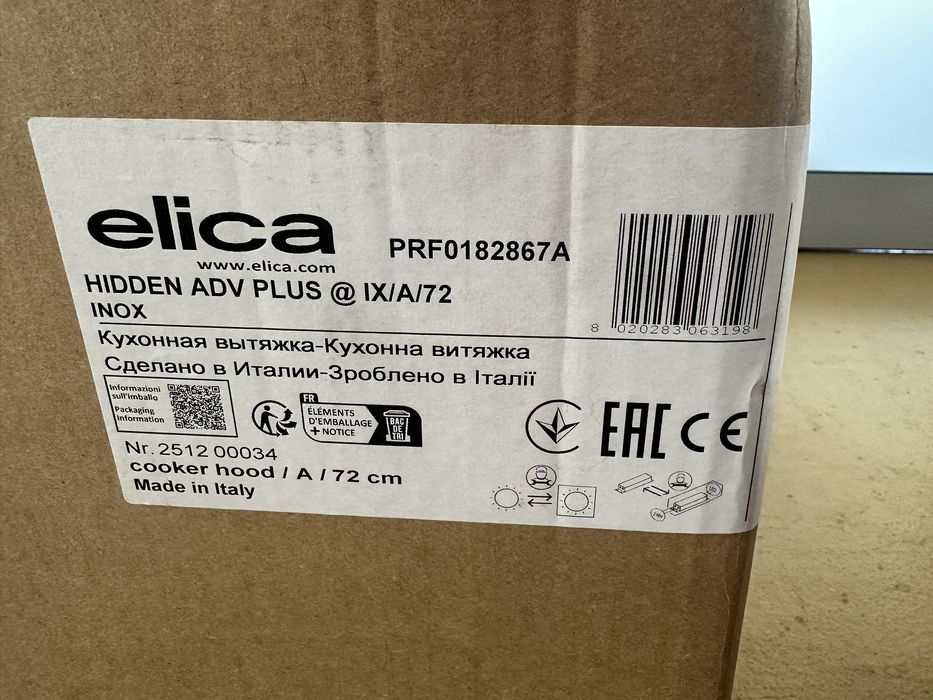 elica
www.elica.com
PRF0182867A
HIDDEN ADV PLUS @ IX/A/72
INOX
8 020283 063198
Кухонная вытяжка-Кухонна витяжка
Сделано в Италии-Зроблено в Італії
Informazioni
sull'imballo
Packaging
Information
FR
ÉLÉMENTS
D'EMBALLAGE
+ NOTICE
BAC
DE
TRI
EAC CE
Nr. 2512 00034
cooker hood / A / 72 cm
Made in Italy